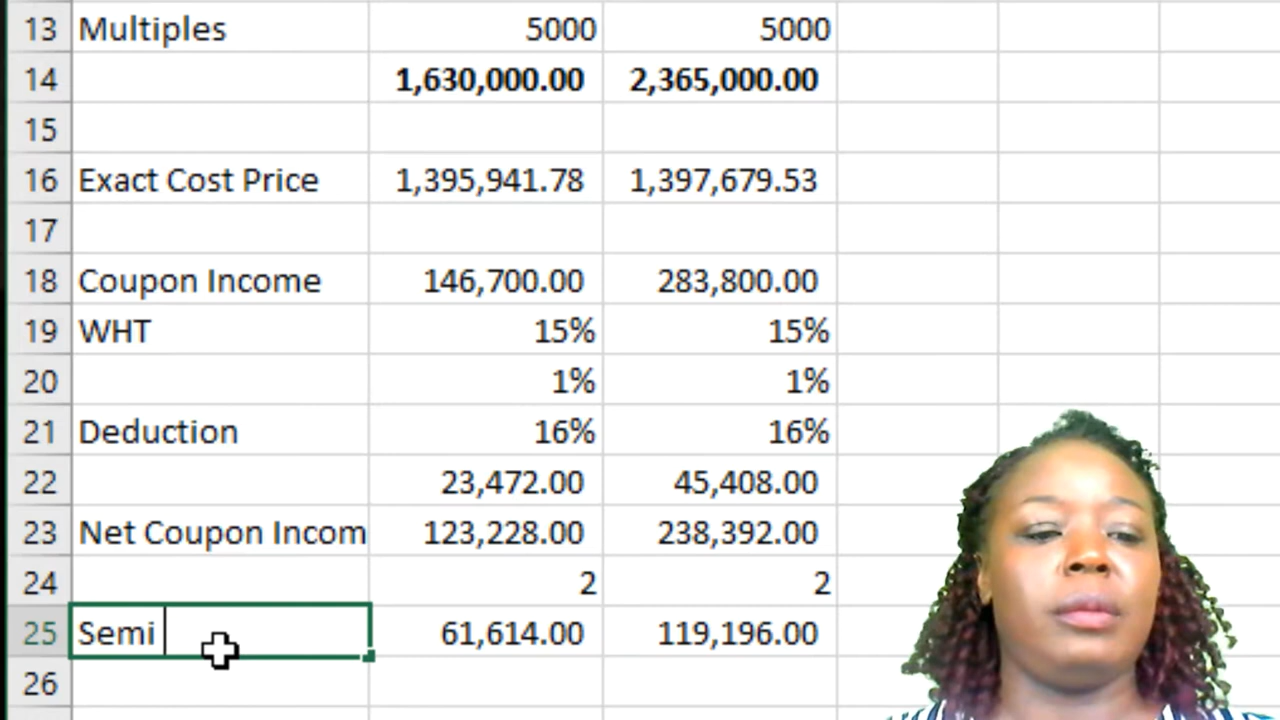 13 Multiples 5000 5000
14 1,630,000.00 2,365,000.00
15
16 Exact Cost Price 1,395,941.78 1,397,679.53
17
18 Coupon Income 146,700.00 283,800.00
19 WHT 15% 15%
20 1% 1%
21 Deduction 16% 16%
22 23,472.00 45,408.00
23 Net Coupon Incom 123,228.00 238,392.00
24 2 2
25 Semi 61,614.00 119,196.00
26